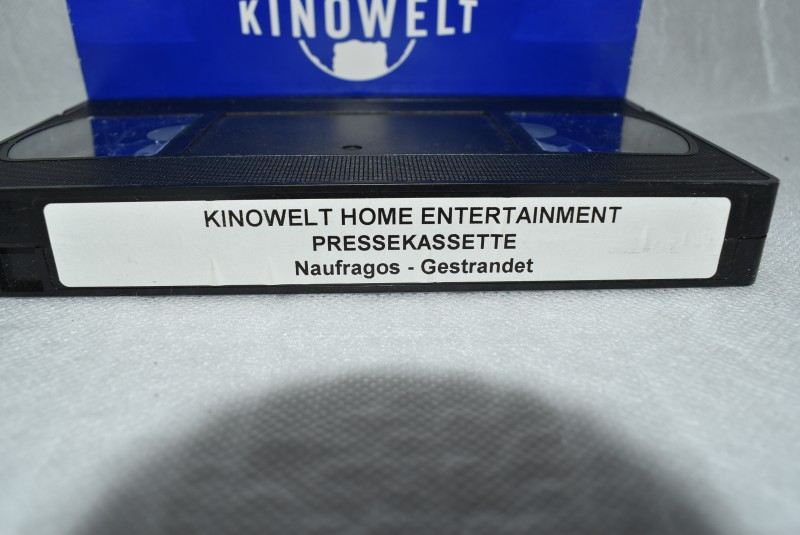 KINOWELT
KINOWELT HOME ENTERTAINMENT
PRESSEKASSETTE
Naufragos - Gestrandet